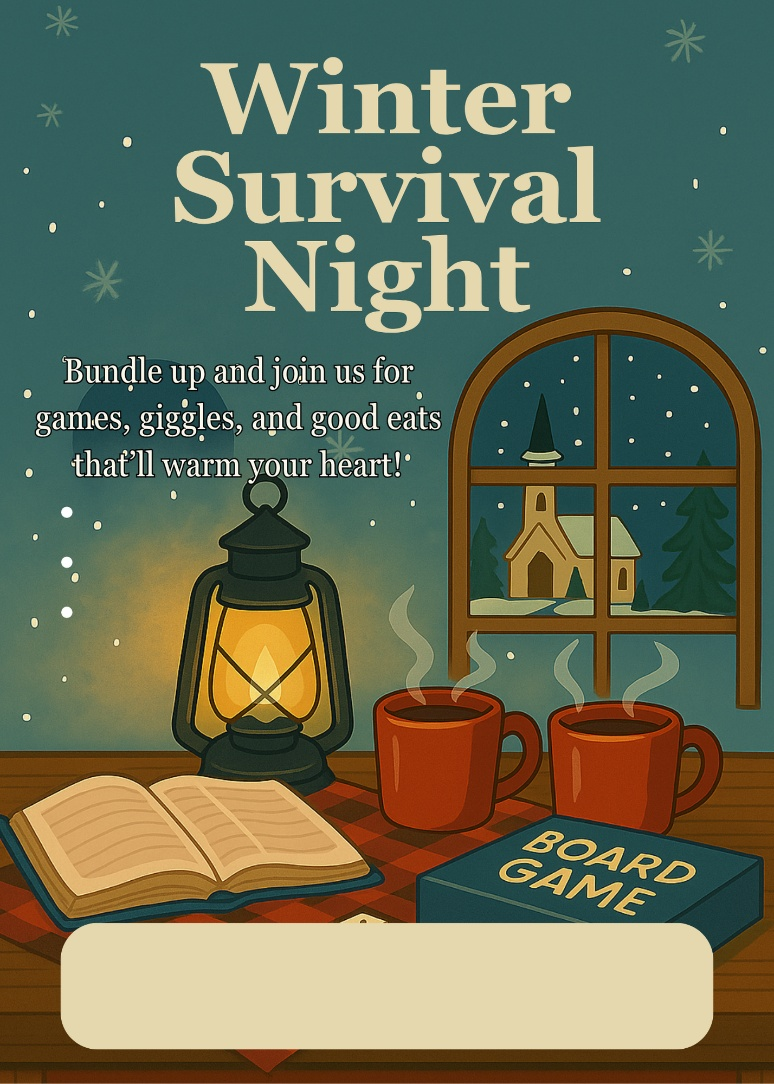 Winter
Survival
Night
Bundle up and join us for
games, giggles, and good eats
that’ll warm your heart!
BOARD
GAME